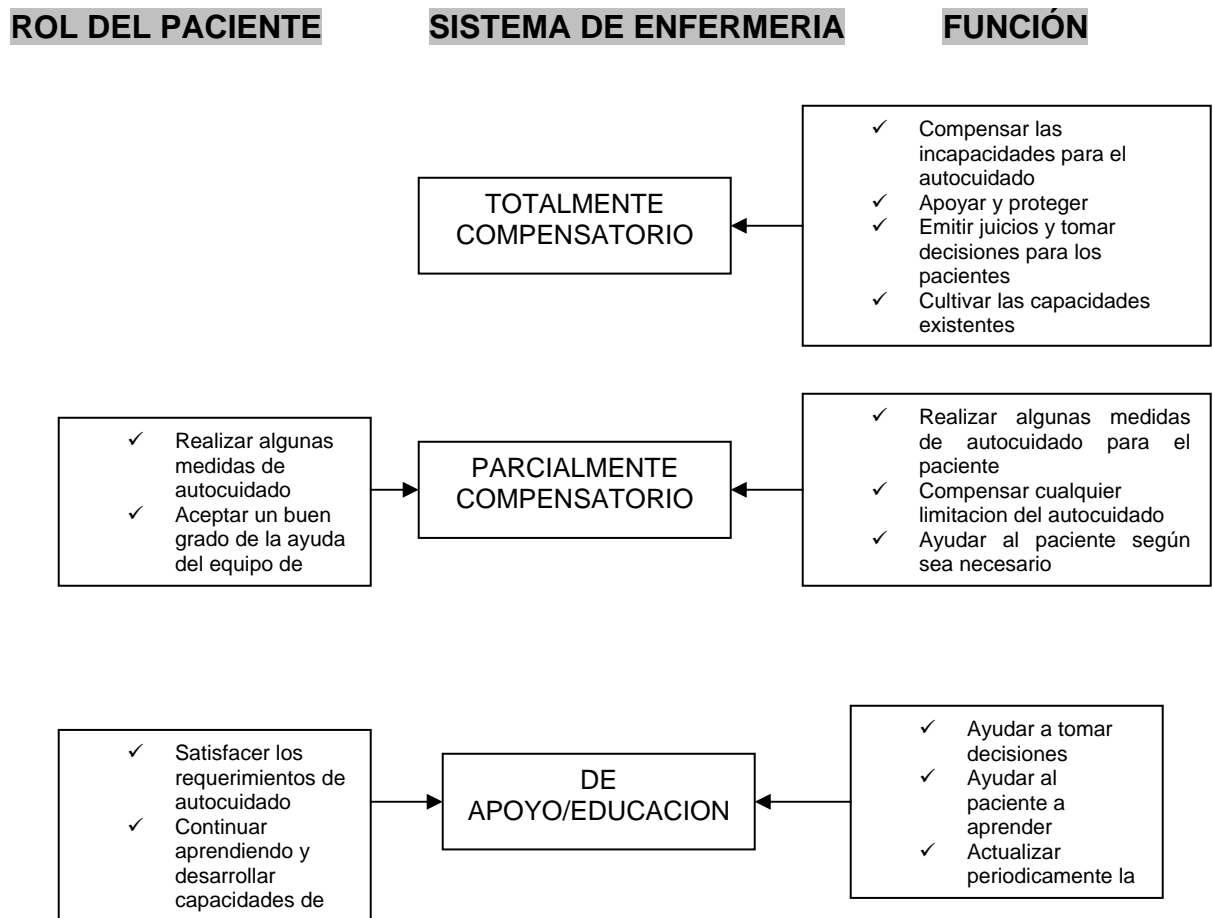 ROL DEL PACIENTE
SISTEMA DE ENFERMERIA
FUNCIÓN
TOTALMENTE
COMPENSATORIO
✓ Compensar las
incapacidades para el
autocuidado
✓ Apoyar y proteger
✓ Emitir juicios y tomar
decisiones para los
pacientes
✓ Cultivar las capacidades
existentes
✓ Realizar algunas
medidas de
autocuidado
✓ Aceptar un buen
grado de la ayuda
del equipo de
PARCIALMENTE
COMPENSATORIO
✓ Realizar algunas medidas
de autocuidado para el
paciente
✓ Compensar cualquier
limitacion del autocuidado
✓ Ayudar al paciente según
sea necesario
✓ Satisfacer los
requerimientos de
autocuidado
✓ Continuar
aprendiendo y
desarrollar
capacidades de
DE
APOYO/EDUCACION
✓ Ayudar a tomar
decisiones
✓ Ayudar al
paciente a
aprender
✓ Actualizar
periodicamente la